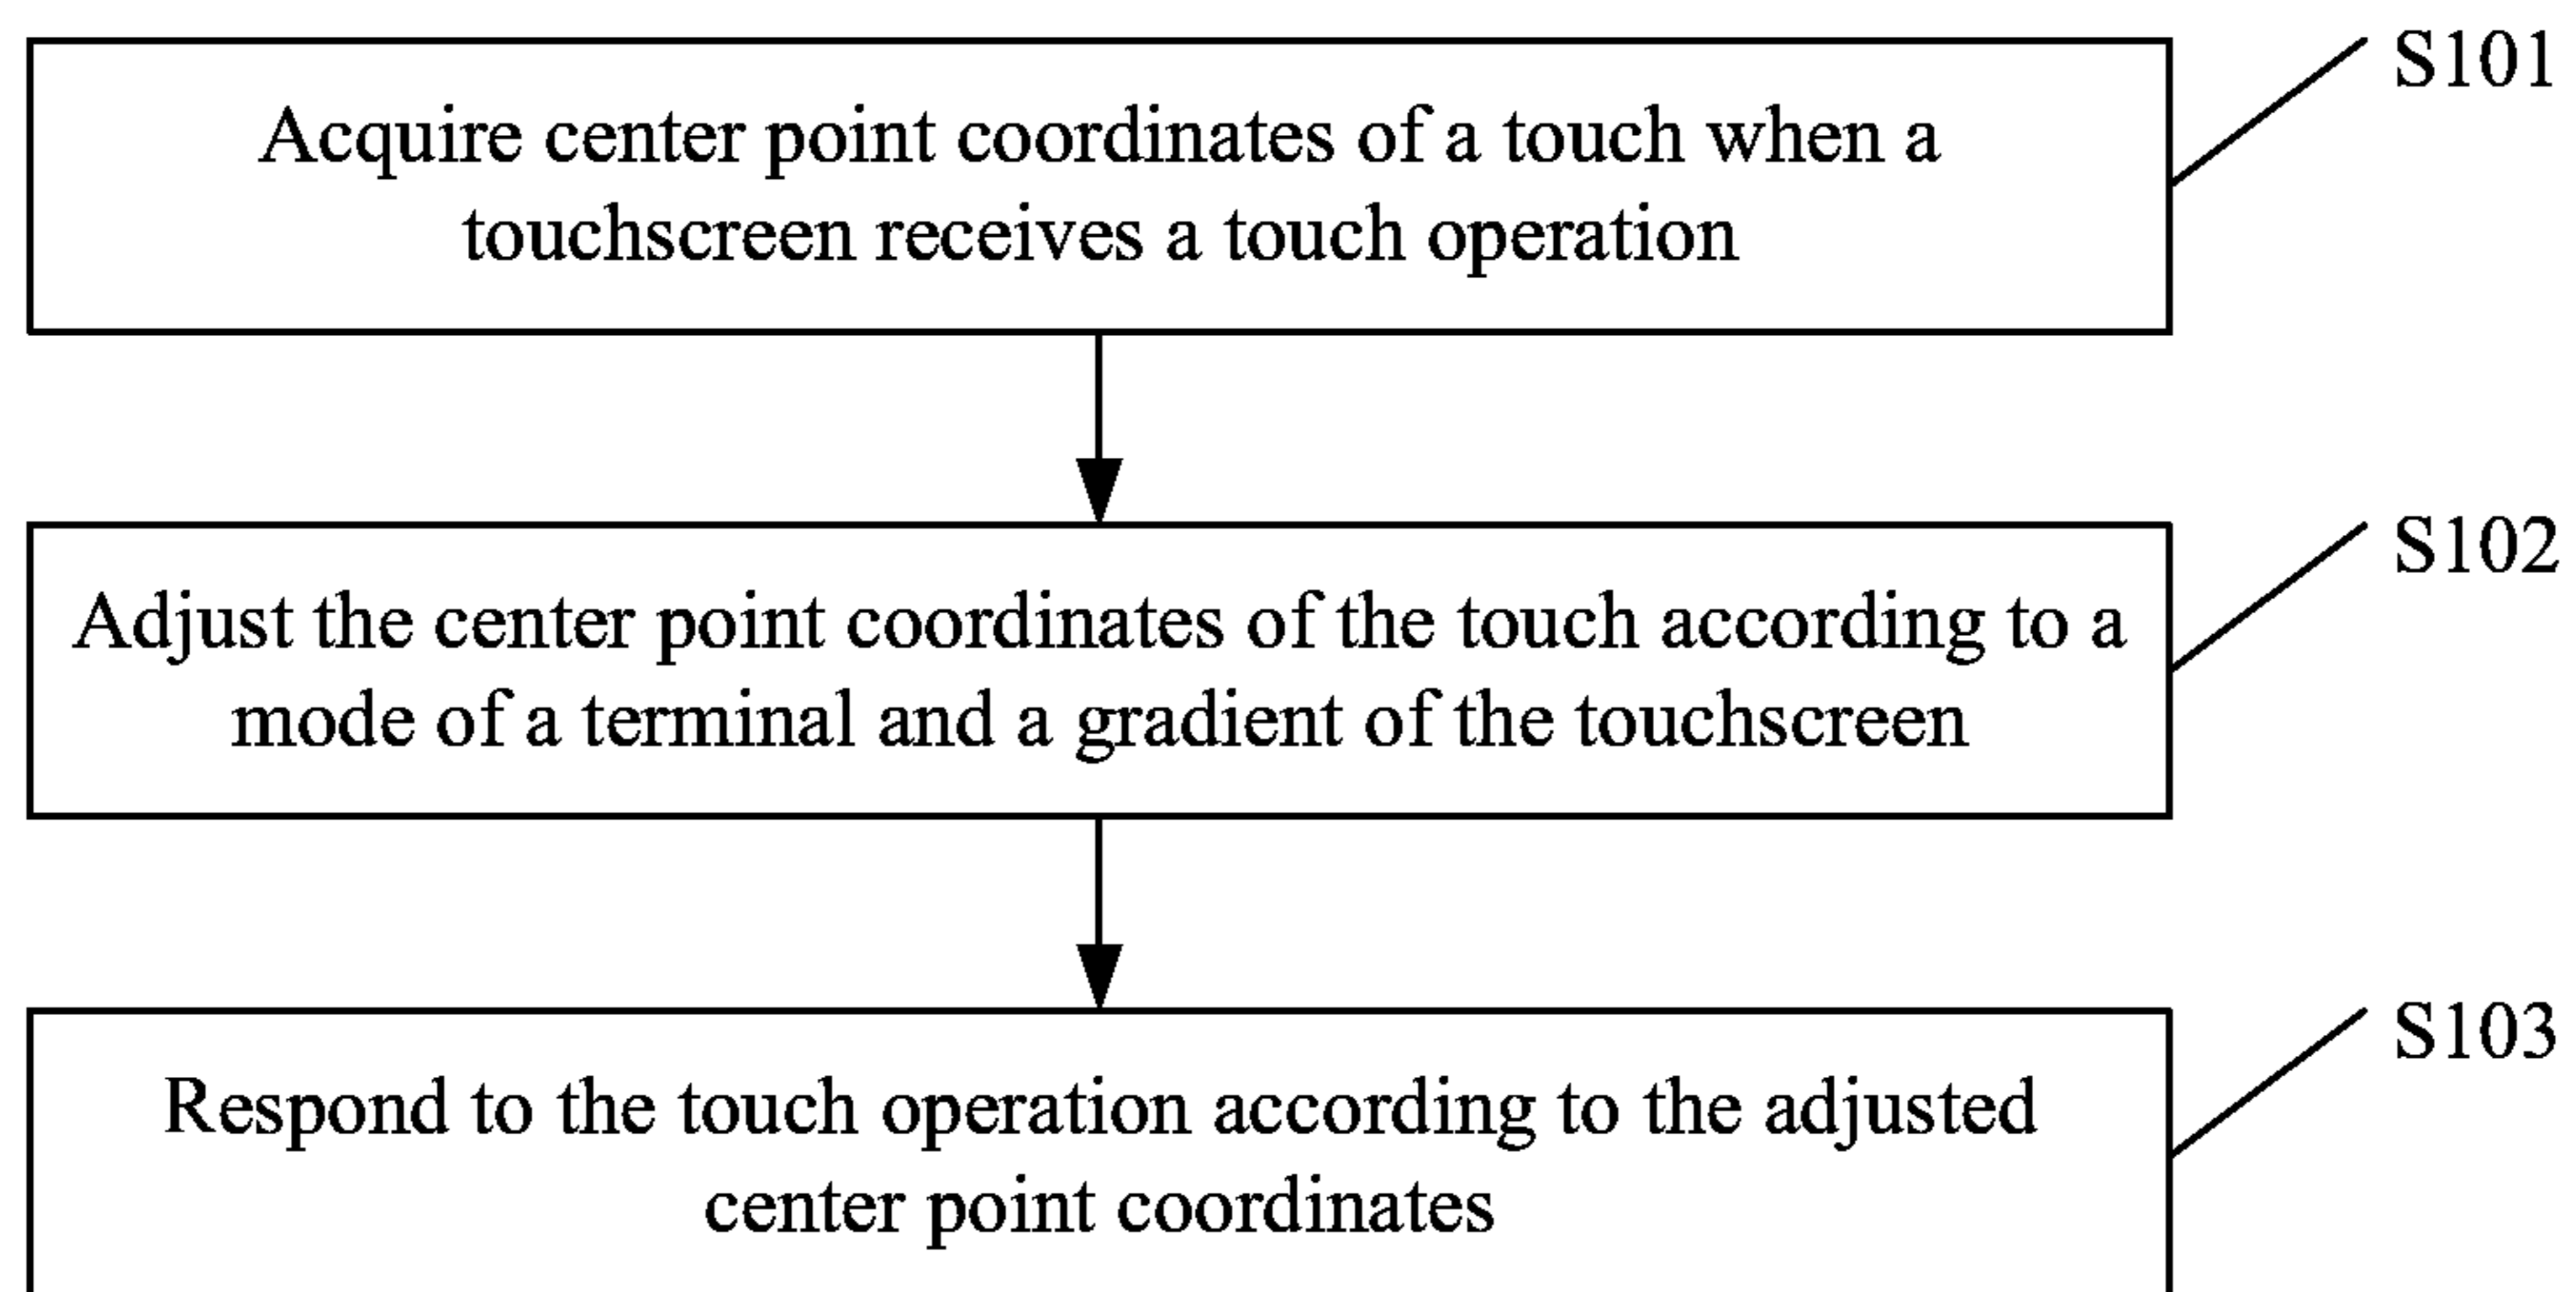 S101
Acquire center point coordinates of a touch when a
touchscreen receives a touch operation
S102
Adjust the center point coordinates of the touch according to a
mode of a terminal and a gradient of the touchscreen
S103
Respond to the touch operation according to the adjusted
center point coordinates